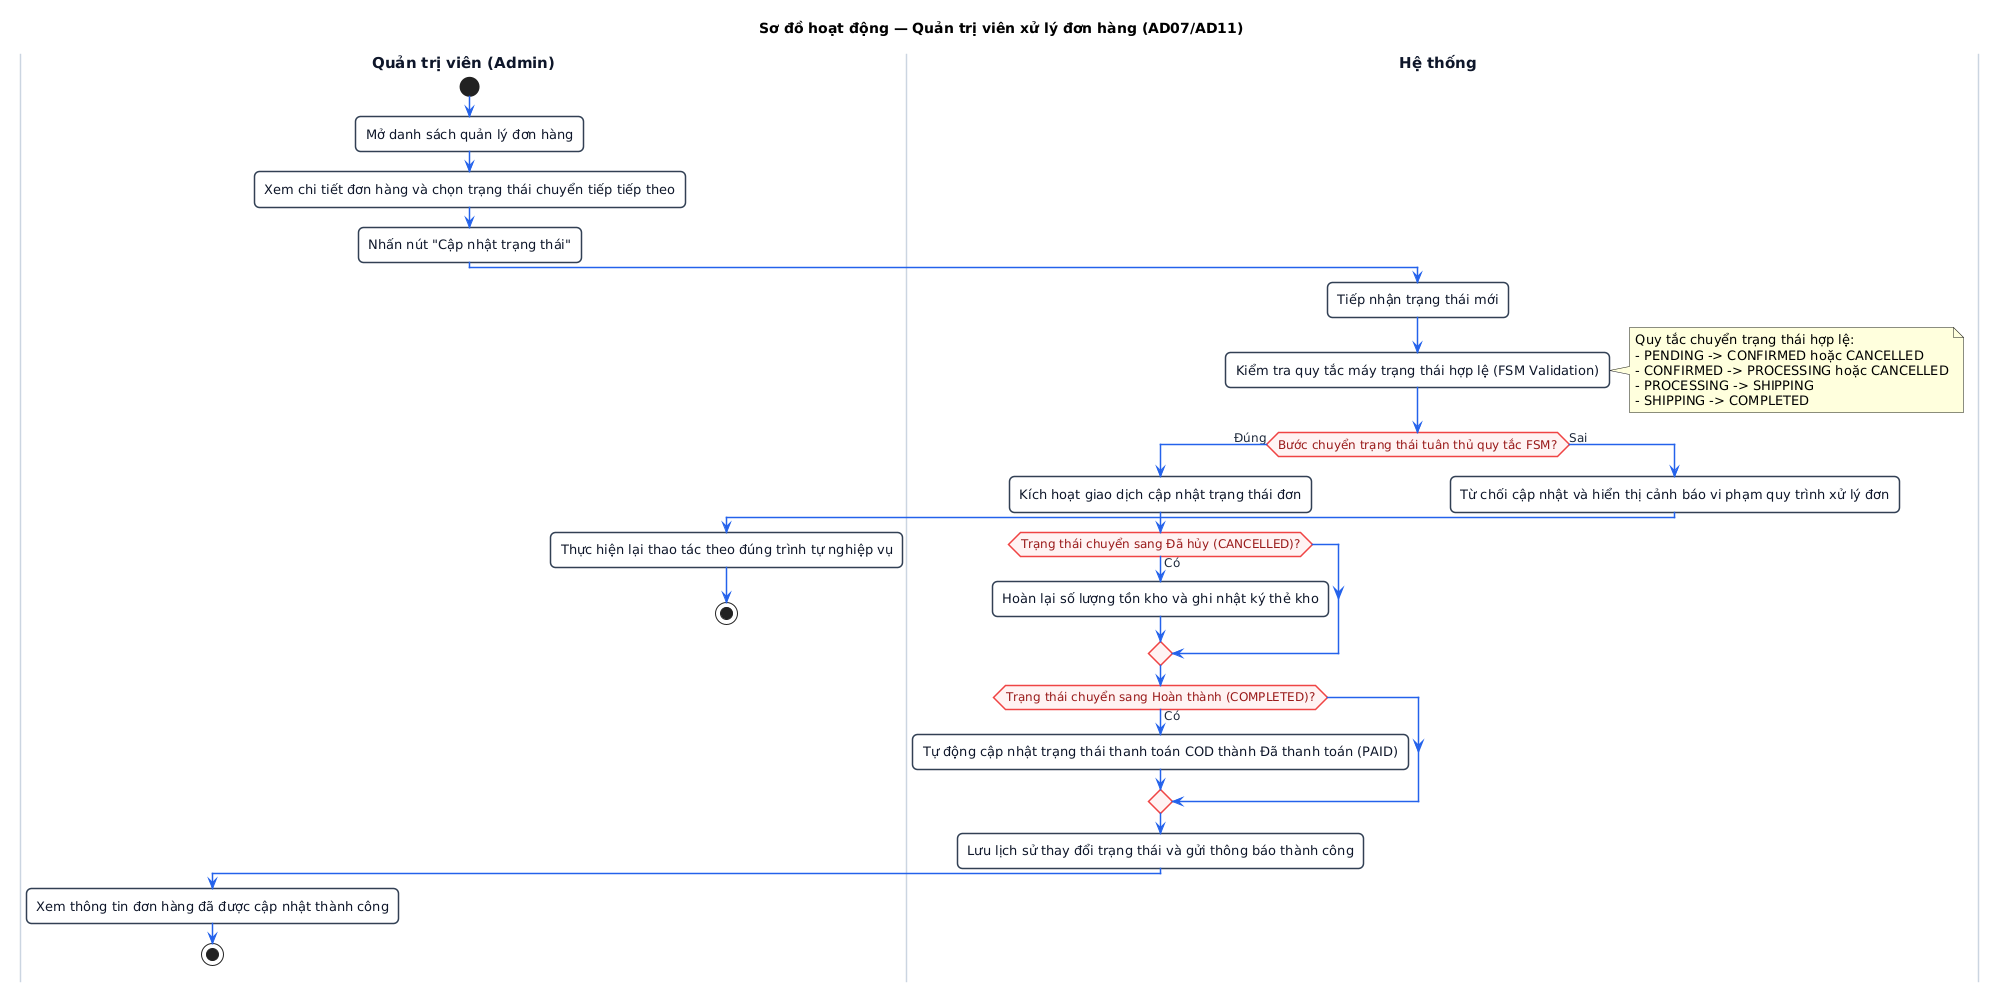 Sơ đồ hoạt động — Quản trị viên xử lý đơn hàng (AD07/AD11)
Quản trị viên (Admin)
Hệ thống
Mở danh sách quản lý đơn hàng
Xem chi tiết đơn hàng và chọn trạng thái chuyển tiếp tiếp theo
Nhấn nút "Cập nhật trạng thái"
Tiếp nhận trạng thái mới
Kiểm tra quy tắc máy trạng thái hợp lệ (FSM Validation)
Quy tắc chuyển trạng thái hợp lệ:
- PENDING -> CONFIRMED hoặc CANCELLED
- CONFIRMED -> PROCESSING hoặc CANCELLED
- PROCESSING -> SHIPPING
- SHIPPING -> COMPLETED
Đúng
Bước chuyển trạng thái tuân thủ quy tắc FSM?
Sai
Kích hoạt giao dịch cập nhật trạng thái đơn
Từ chối cập nhật và hiển thị cảnh báo vi phạm quy trình xử lý đơn
Thực hiện lại thao tác theo đúng trình tự nghiệp vụ
Trạng thái chuyển sang Đã hủy (CANCELLED)?
Có
Hoàn lại số lượng tồn kho và ghi nhật ký thẻ kho
Trạng thái chuyển sang Hoàn thành (COMPLETED)?
Có
Tự động cập nhật trạng thái thanh toán COD thành Đã thanh toán (PAID)
Lưu lịch sử thay đổi trạng thái và gửi thông báo thành công
Xem thông tin đơn hàng đã được cập nhật thành công